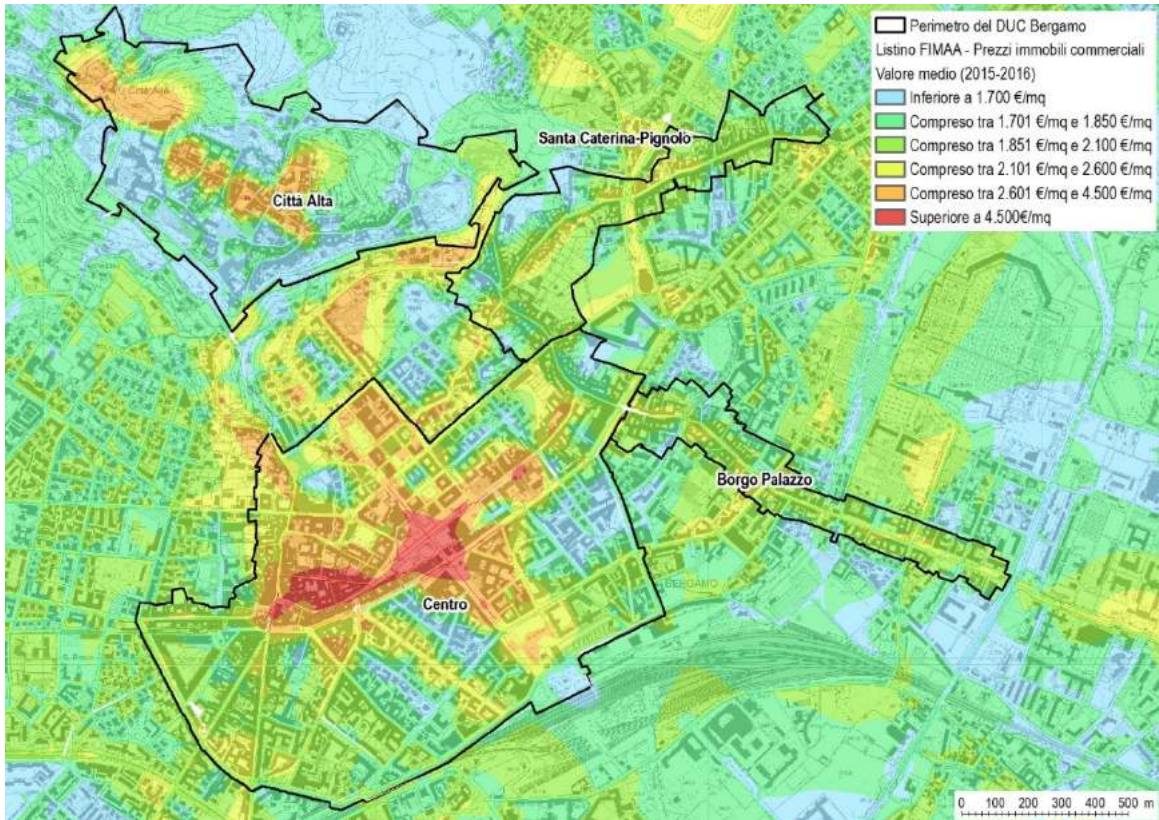 Perimetro del DUC Bergamo
Listino FIMAA - Prezzi immobili commerciali
Valore medio (2015-2016)
Inferiore a 1.700 €/mq
Compreso tra 1.701 €/mq e 1.850 €/mq
Compreso tra 1.851 €/mq e 2.100 €/mq
Compreso tra 2.101 €/mq e 2.600 €/mq
Compreso tra 2.601 €/mq e 4.500 €/mq
Superiore a 4.500€/mq
Santa Caterina-Pignolo
Città Alta
Borgo Palazzo
BERGAMO
Centro
0 100 200 300 400 500 m